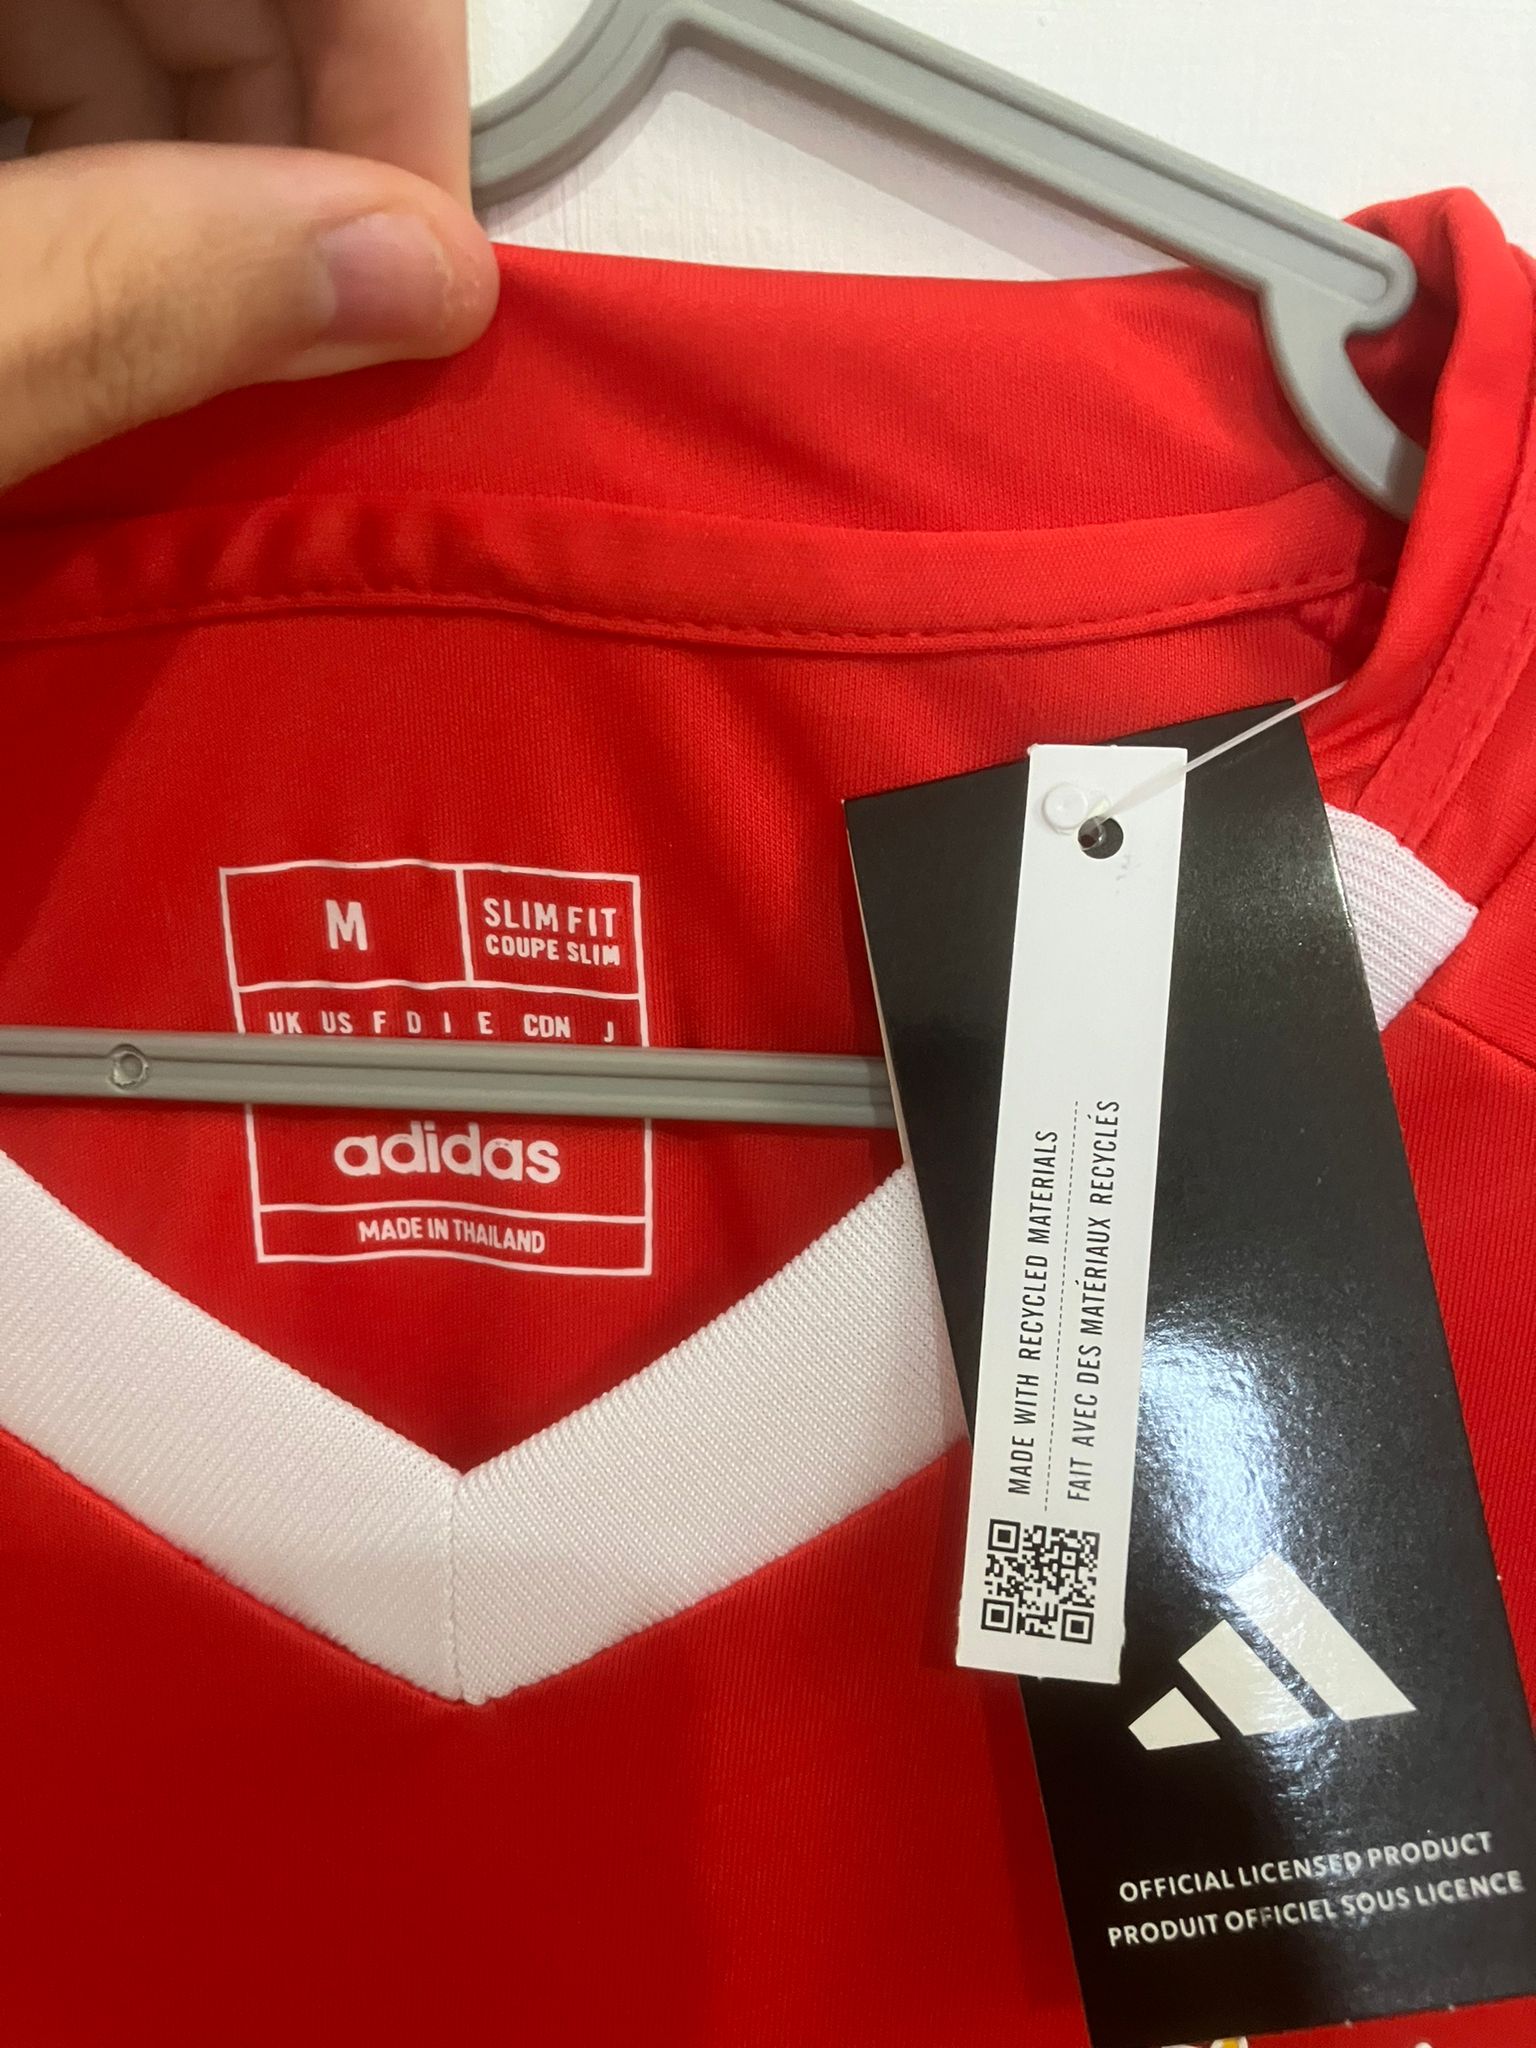 M
SLIM FIT
COUPE SLIM
UK US F D I E CDN J
adidas
MADE IN THAILAND
MADE WITH RECYCLED MATERIALS
FAIT AVEC DES MATÉRIAUX RECYCLÉS
OFFICIAL LICENSED PRODUCT
PRODUIT OFFICIEL SOUS LICENCE